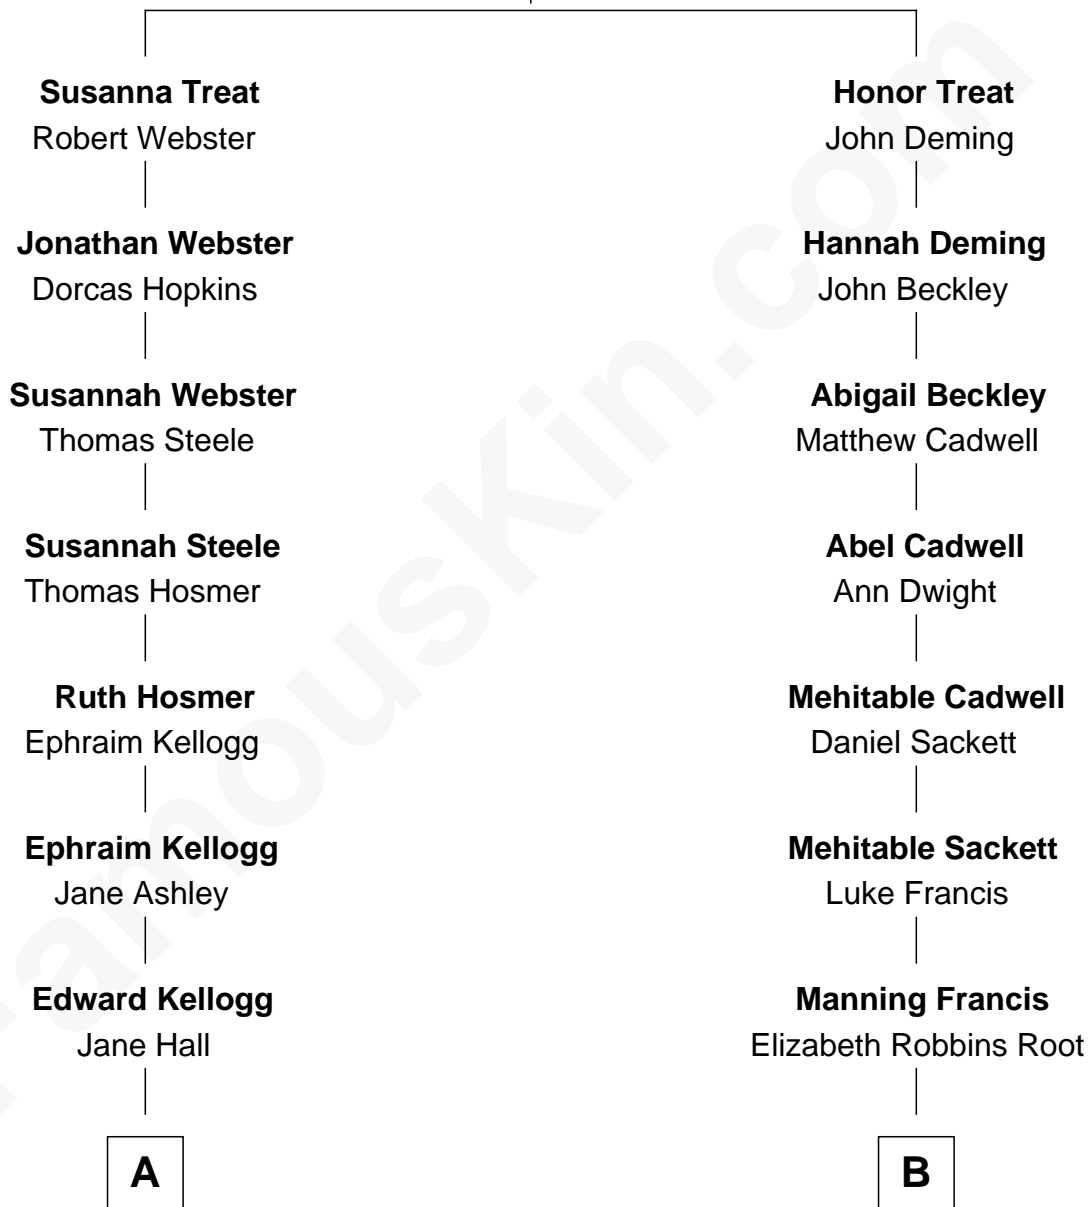 Susanna Treat
Robert Webster
Jonathan Webster
Dorcas Hopkins
Susannah Webster
Thomas Steele
Susannah Steele
Thomas Hosmer
Ruth Hosmer
Ephraim Kellogg
Ephraim Kellogg
Jane Ashley
Edward Kellogg
Jane Hall
A
Honor Treat
John Deming
Hannah Deming
John Beckley
Abigail Beckley
Matthew Cadwell
Abel Cadwell
Ann Dwight
Mehitable Cadwell
Daniel Sackett
Mehitable Sackett
Luke Francis
Manning Francis
Elizabeth Robbins Root
B
FamousKin.com